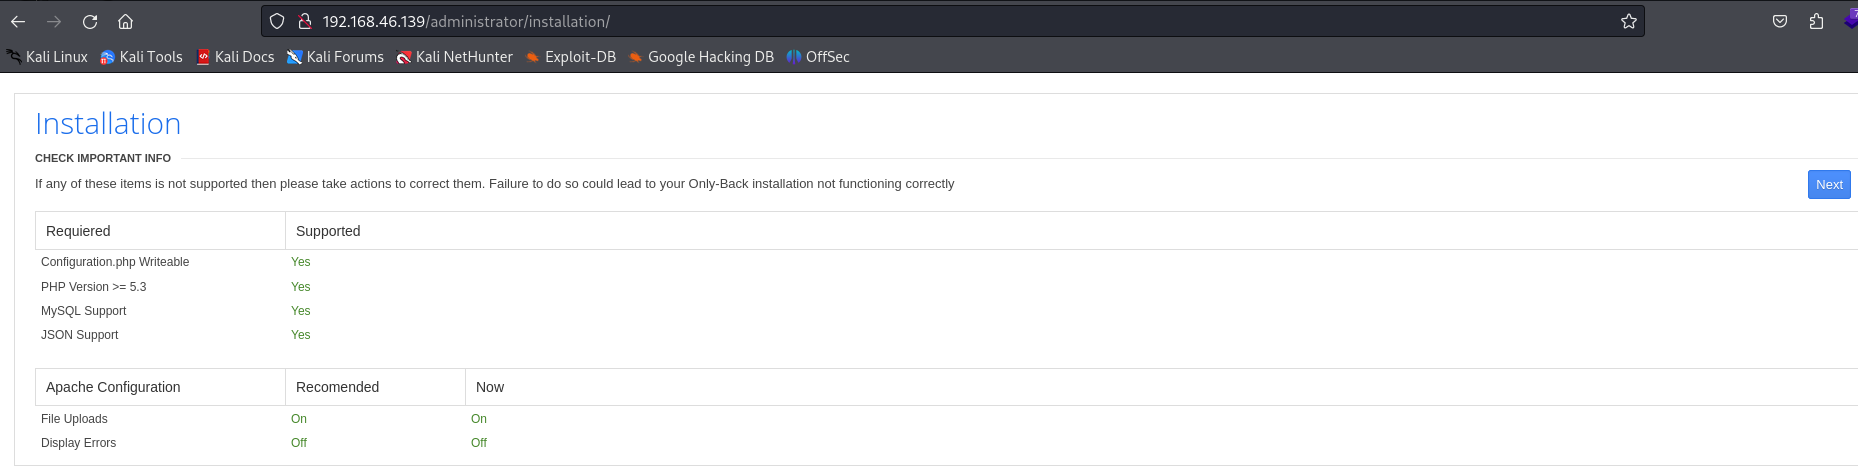 192.168.46.139/administrator/installation/
Kali Linux Kali Tools Kali Docs Kali Forums Kali NetHunter Exploit-DB Google Hacking DB OffSec
Installation
CHECK IMPORTANT INFO
If any of these items is not supported then please take actions to correct them. Failure to do so could lead to your Only-Back installation not functioning correctly
Next
Requiered Supported
Configuration.php Writeable Yes
PHP Version >= 5.3 Yes
MySQL Support Yes
JSON Support Yes
Apache Configuration Recomended Now
File Uploads On On
Display Errors Off Off